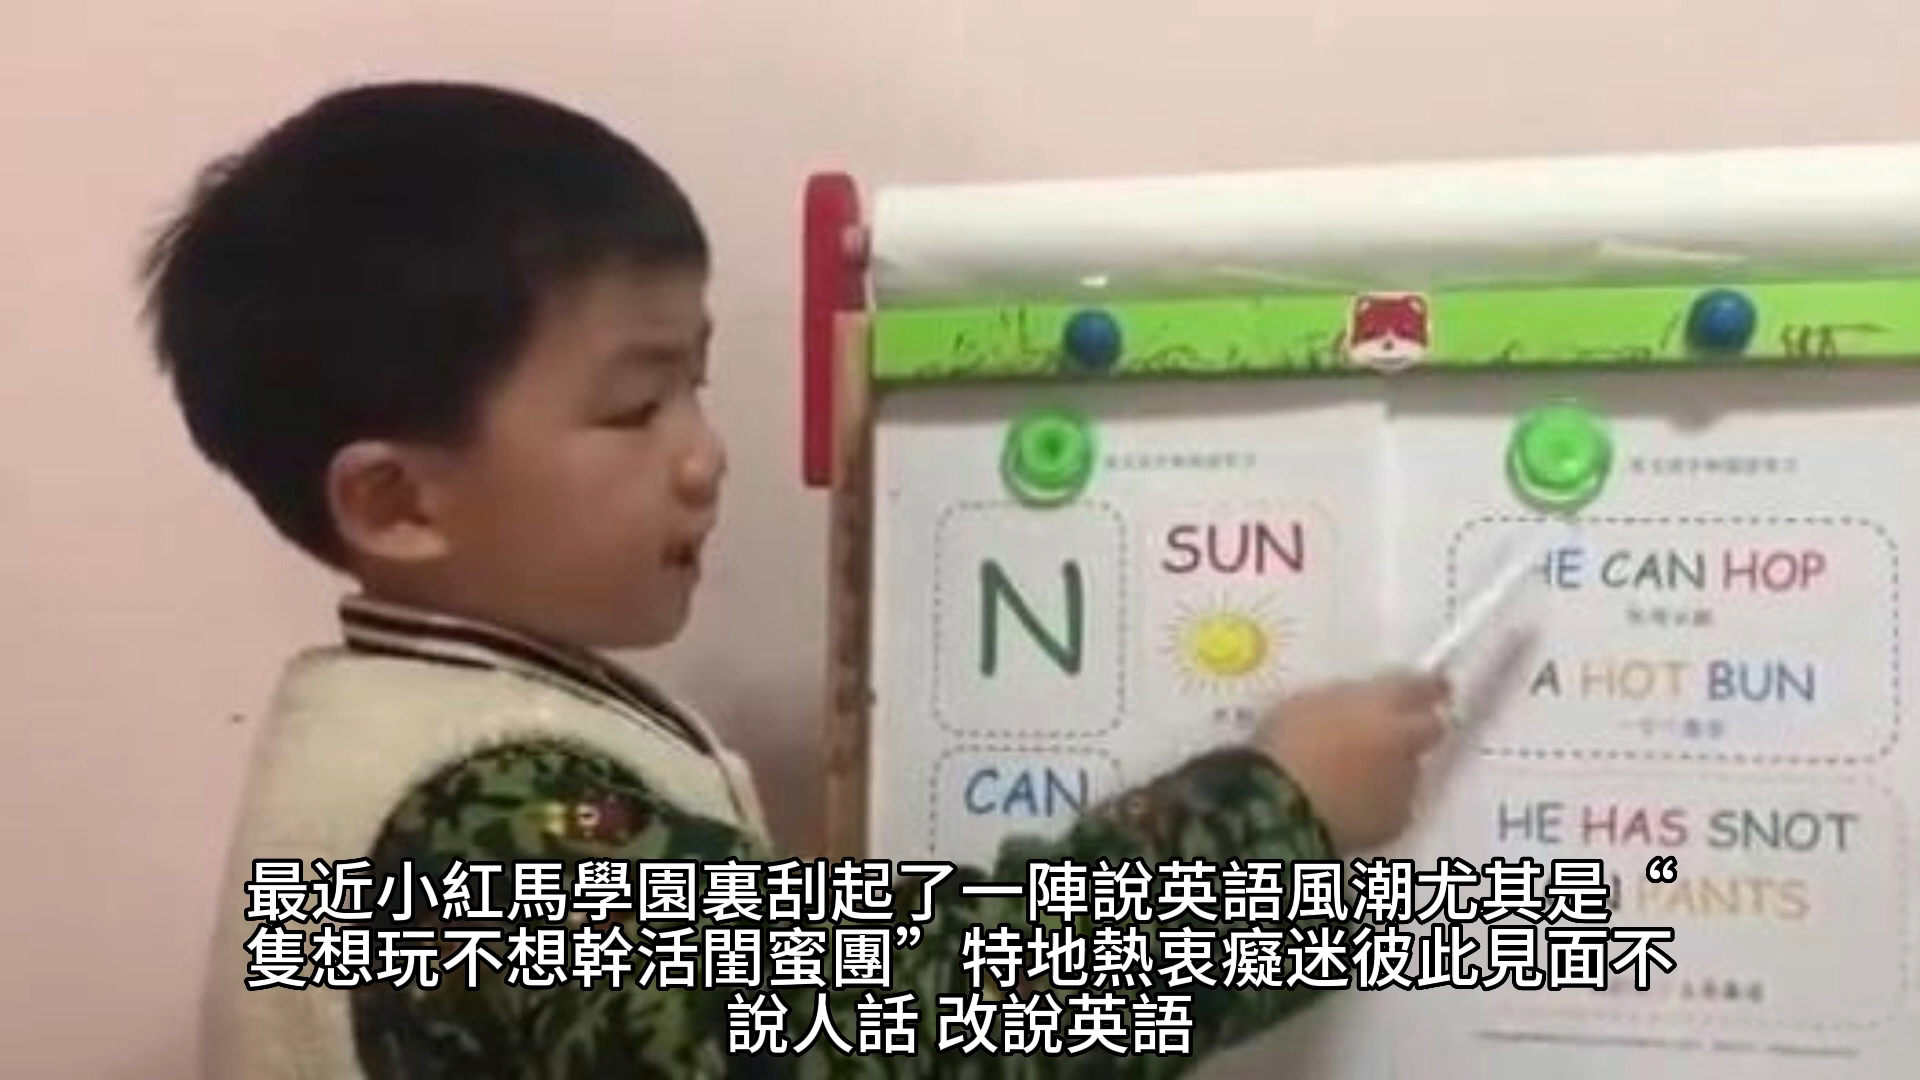 N
SUN
CAN
HE CAN HOP
A HOT BUN
HE HAS SNOT
PANTS
最近小紅馬學園裏刮起了一陣說英語風潮尤其是“
隻想玩不想幹活閨蜜團”特地熱衷癡迷彼此見面不
說人話 改說英語